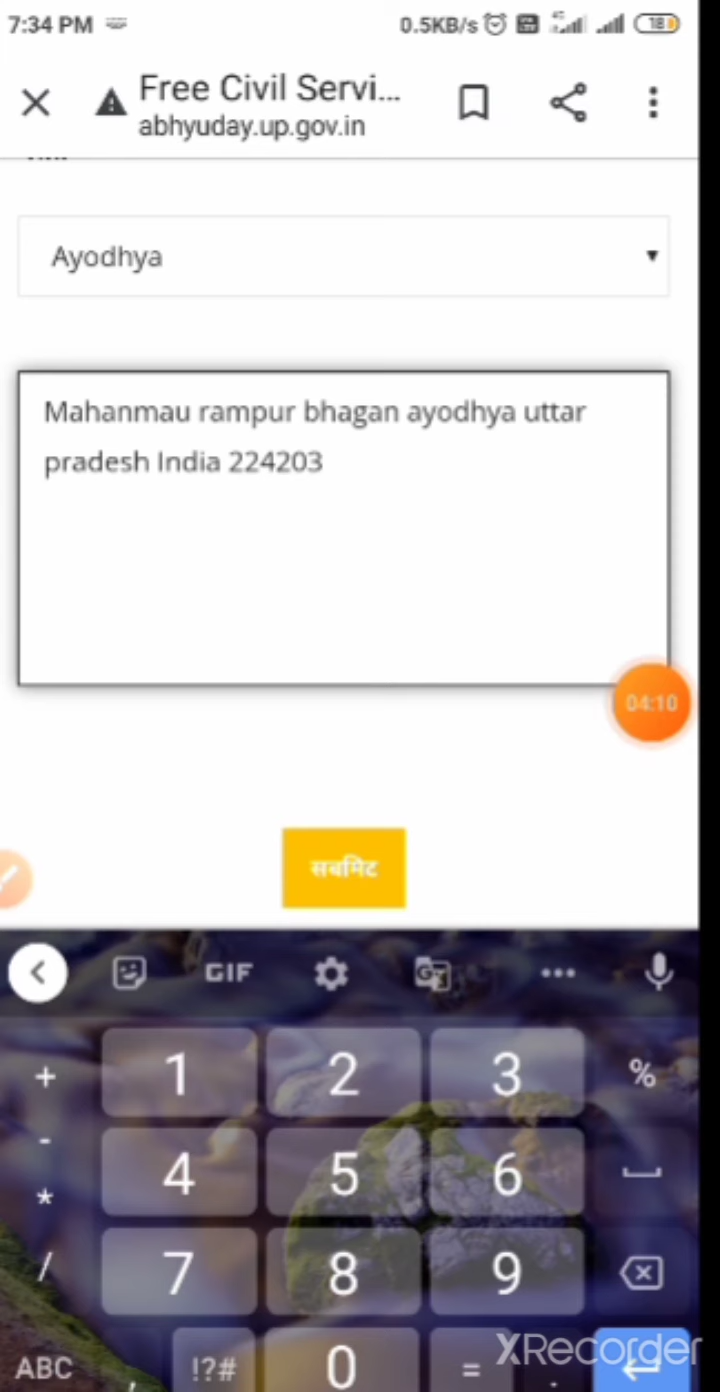 7:34 PM
0.5KB/s
18
Free Civil Servi...
abhyuday.up.gov.in
Ayodhya
Mahanmau rampur bhagan ayodhya uttar
pradesh India 224203
04:10
सबमिट
GIF
+ 1 2 3 %
- 4 5 6
*
/ 7 8 9
ABC , !?# 0 = .
XRecorder